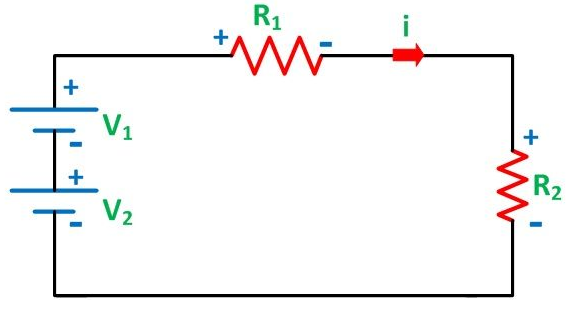 R₁
+ -
i
+
V₁
-
+
V₂
-
+
R₂
-